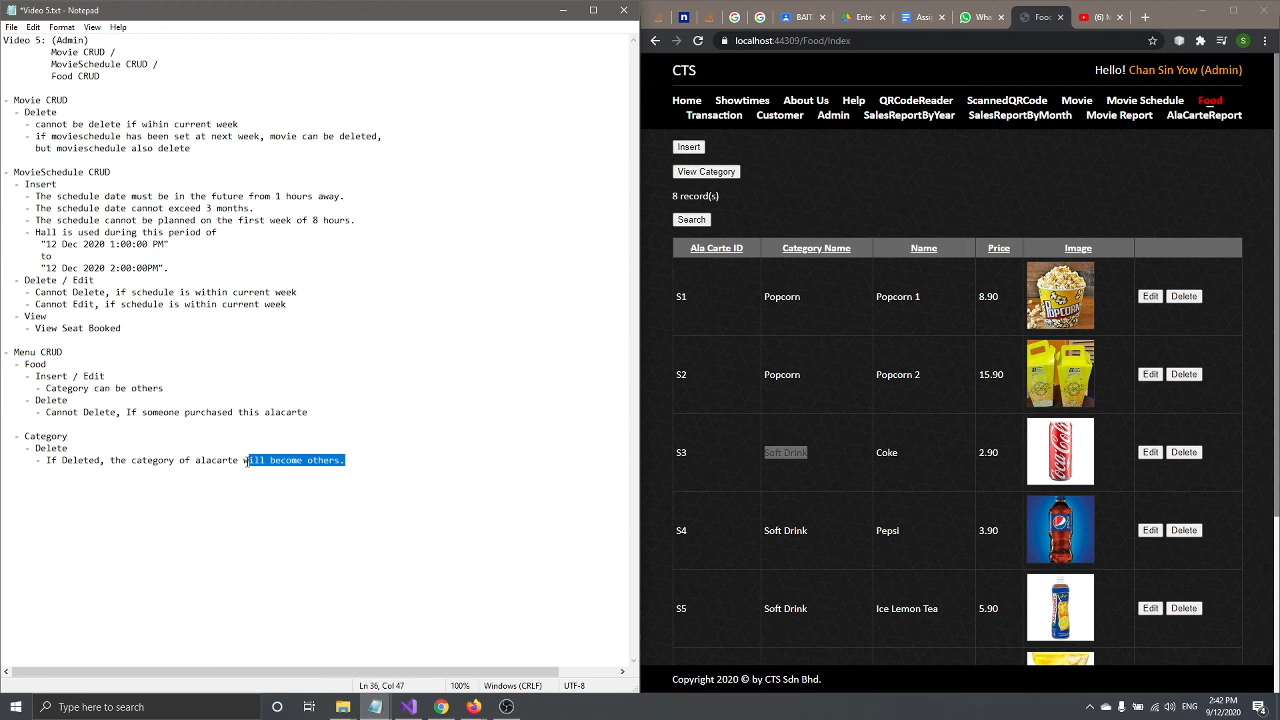 *Video 5.txt - Notepad
File Edit Format View Help
Video 5: (Admin)
Movie CRUD /
MovieSchedule CRUD /
Food CRUD
- Movie CRUD
- Delete
- cannot be delete if wihin current week
- if movieschedule has been set at next week, movie can be deleted,
but movieschedule also delete
- MovieSchedule CRUD
- Insert
- The schedule date must be in the future from 1 hours away.
- The schedule date cannot exceed 3 months.
- The schedule cannot be planned on the first week of 8 hours.
- Hall is used during this period of
"12 Dec 2020 1:00:00 PM"
to
"12 Dec 2020 2:00:00PM".
- Delete / Edit
- Cannot Delete, if schedule is within current week
- Cannot Edit, if schedule is within current week
- View
- View Seat Booked
- Menu CRUD
- Food
- Insert / Edit
- Category can be others
- Delete
- Cannot Delete, If someone purchased this alacarte
- Category
- Delete
- If Deleted, the category of alacarte will become others.
Ln 36, Col 47 100% Windows (CRLF) UTF-8
BAIT Enter Assi Wha Foo (
localhost:44309/Food/Index
S
CTS
Hello! Chan Sin Yow (Admin)
Home Showtimes About Us Help QRCodeReader ScannedQRCode Movie Movie Schedule Food
Transaction Customer Admin SalesReportByYear SalesReportByMonth Movie Report AlaCarteReport
Insert
View Category
8 record(s)
Search
Ala Carte ID Category Name Name Price Image
S1 Popcorn Popcorn 1 8.90 POPCORN Edit Delete
S2 Popcorn Popcorn 2 15.90 Edit Delete
S3 Soft Drink Coke 2.90 Coca-Cola Edit Delete
S4 Soft Drink Pepsi 3.90 pepsi Edit Delete
S5 Soft Drink Ice Lemon Tea 5.90 Edit Delete
Copyright 2020 © by CTS Sdn Bhd.
Type here to search
ENG 2:42 PM
9/12/2020